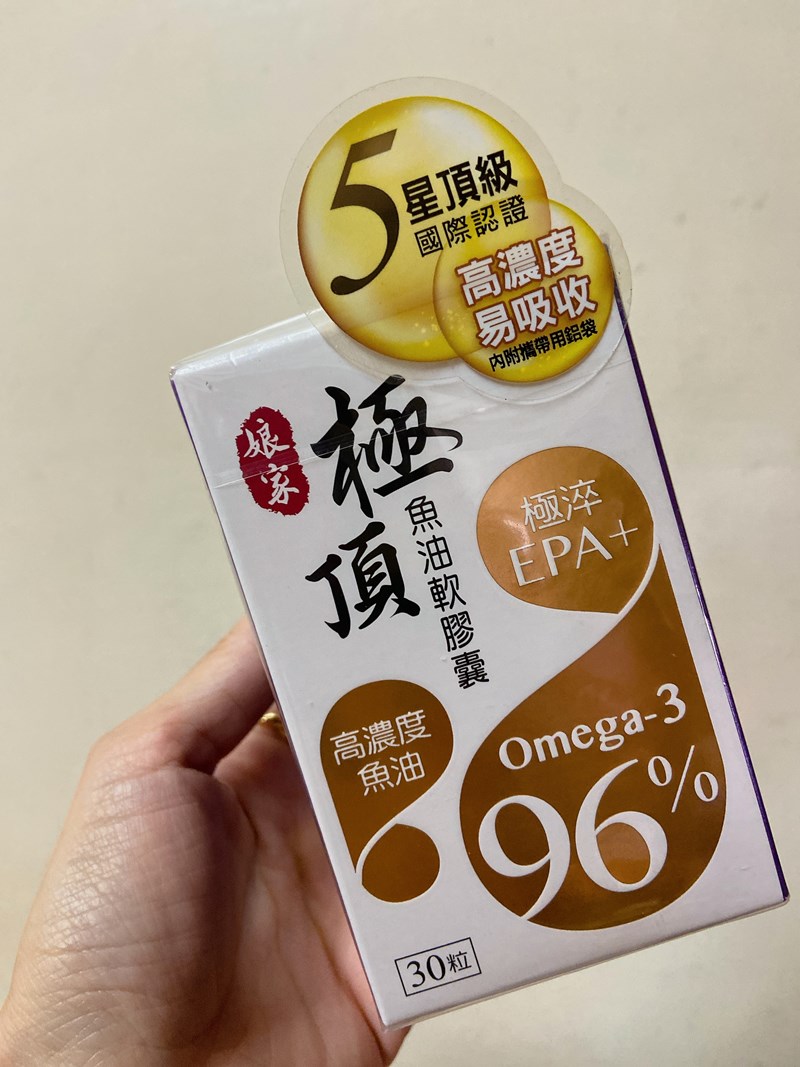 5星頂級
國際認證
高濃度
易吸收
內附攜帶用鋁袋
娘家
極頂
魚油軟膠囊
極淬
EPA+
高濃度
魚油
Omega-3
96%
30粒